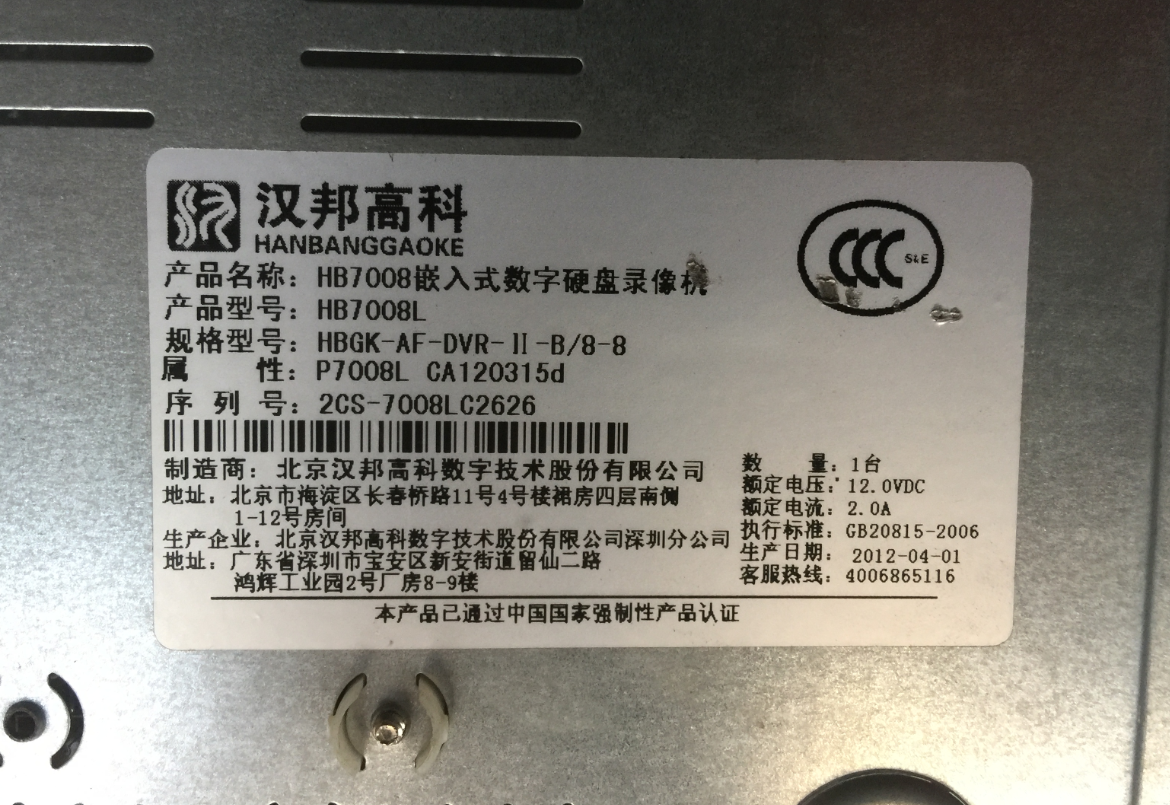 汉邦高科
HANBANGGAOKE
CCC S&E
产品名称：HB7008嵌入式数字硬盘录像机
产品型号：HB7008L
规格型号：HBGK-AF-DVR-Ⅱ-B/8-8
属 性：P7008L CA120315d
序 列 号：2CS-7008LC2626
制造商：北京汉邦高科数字技术股份有限公司
地址：北京市海淀区长春桥路11号4号楼裙房四层南侧
1-12号房间
生产企业：北京汉邦高科数字技术股份有限公司深圳分公司
地址：广东省深圳市宝安区新安街道留仙二路
鸿辉工业园2号厂房8-9楼
数 量：1台
额定电压：12.0VDC
额定电流：2.0A
执行标准：GB20815-2006
生产日期：2012-04-01
客服热线：4006865116
本产品已通过中国国家强制性产品认证